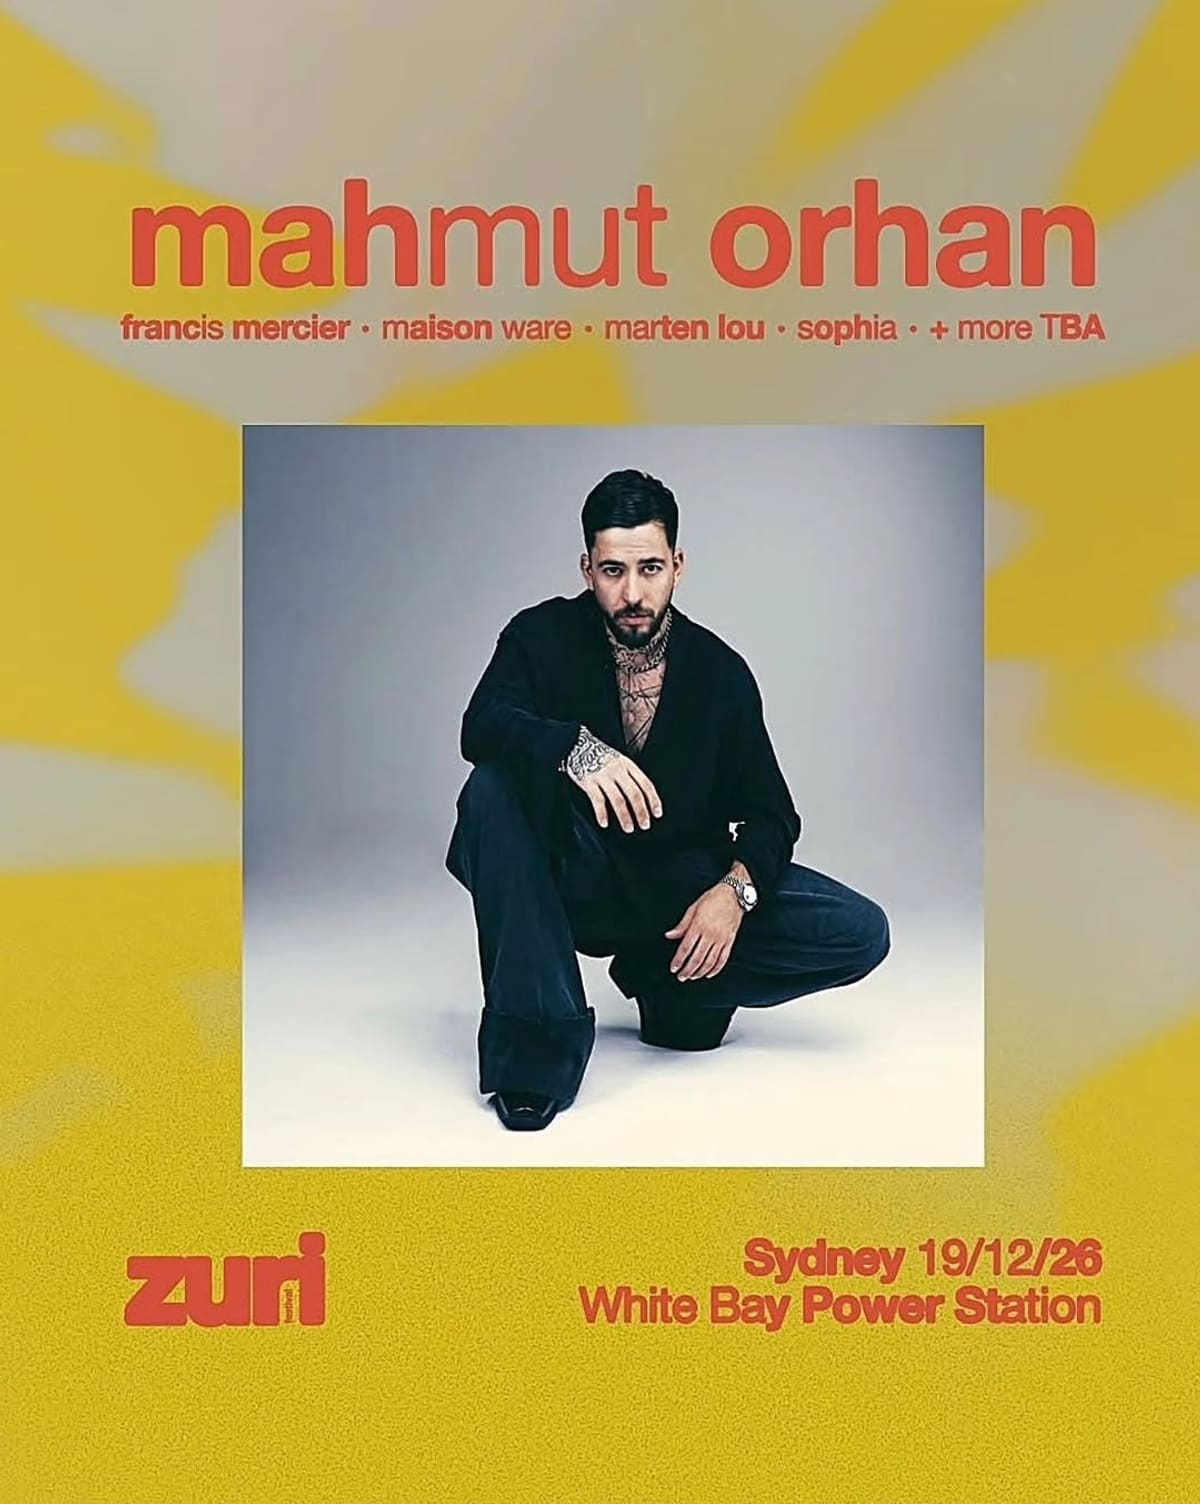 mahmut orhan
francis mercier • maison ware • marten lou • sophia • + more TBA
zuri
festival
Sydney 19/12/26
White Bay Power Station